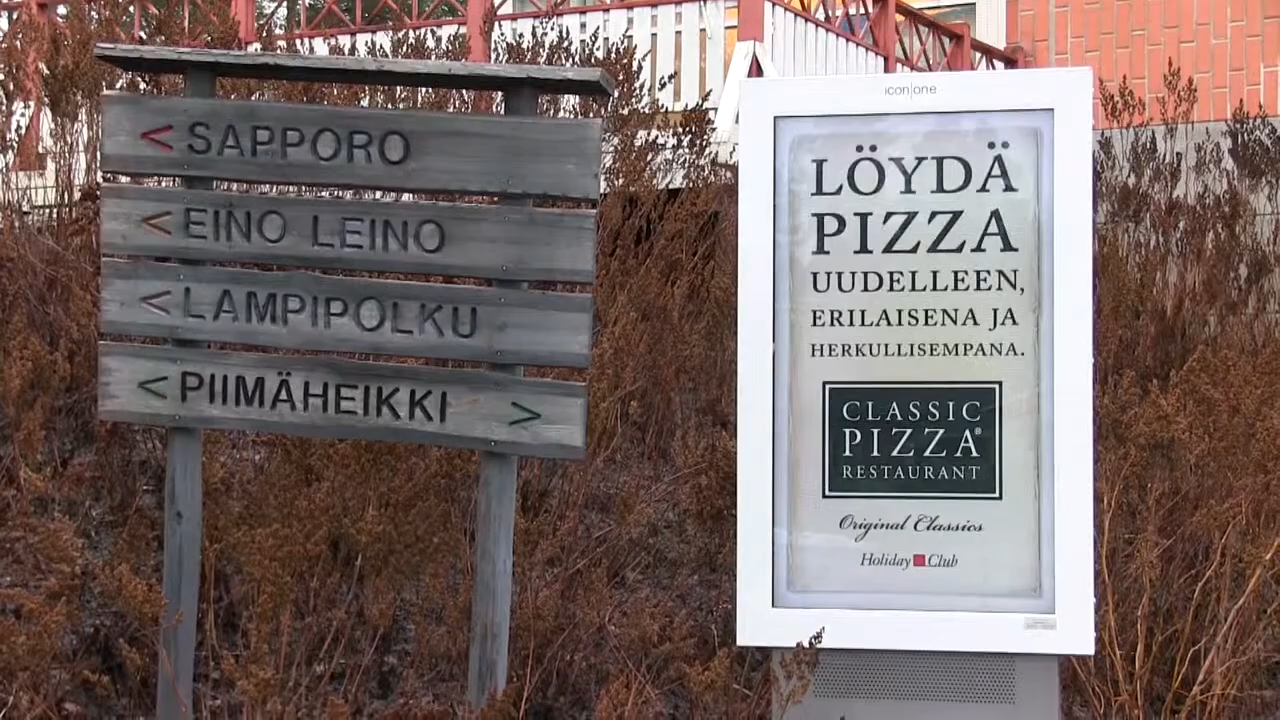 < SAPPORO
< EINO LEINO
< LAMPIPOLKU
< PIIMÄHEIKKI >
icon|one
LÖYDÄ
PIZZA
UUDELLEEN,
ERILAISENA JA
HERKULLISEMPANA.
CLASSIC
PIZZA®
RESTAURANT
Original Classics
Holiday Club